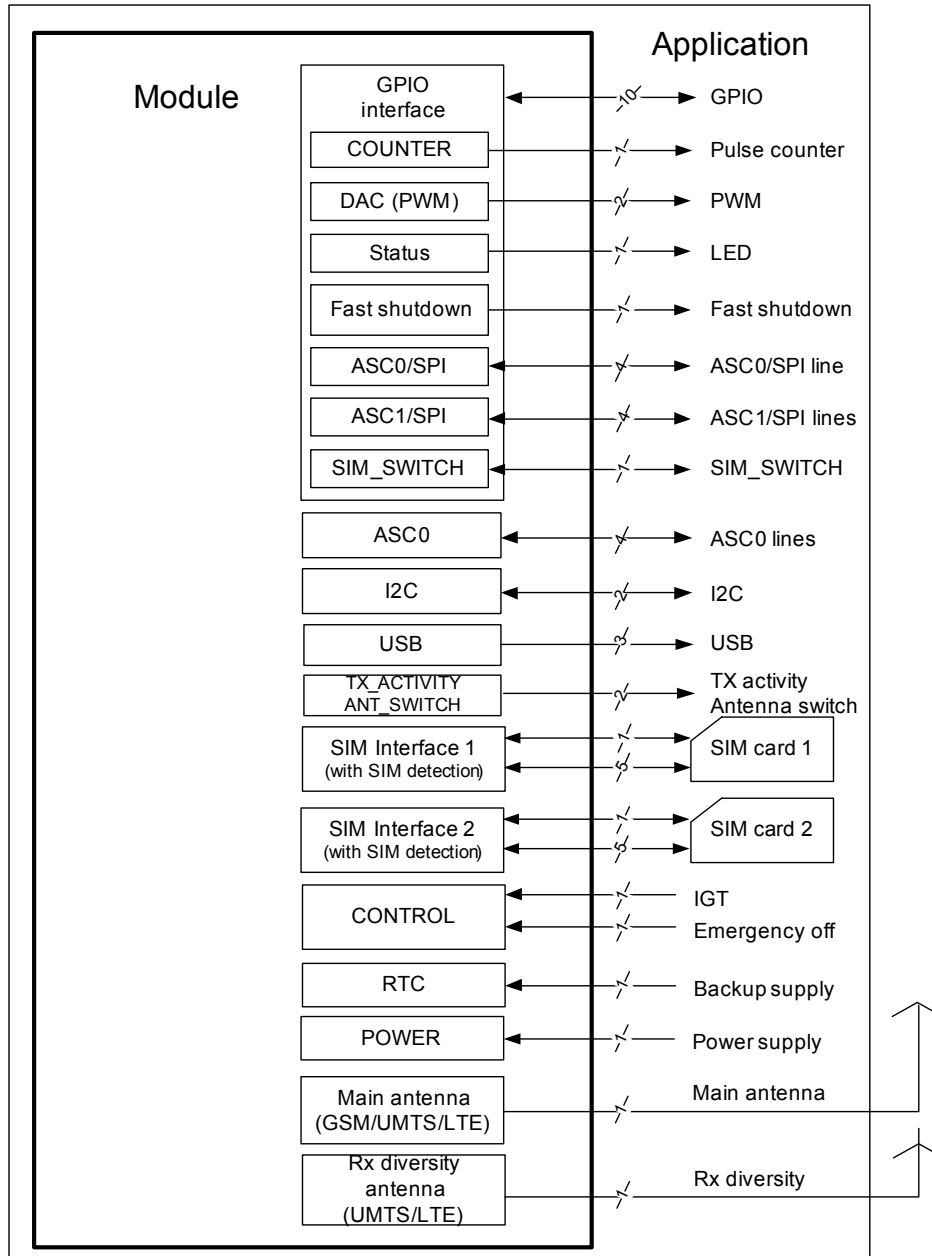 Application
Module
GPIO
interface
10
GPIO
COUNTER
1
Pulse counter
DAC (PWM)
2
PWM
Status
1
LED
Fast shutdown
1
Fast shutdown
ASC0/SPI
4
ASC0/SPI line
ASC1/SPI
4
ASC1/SPI lines
SIM_SWITCH
1
SIM_SWITCH
ASC0
4
ASC0 lines
I2C
2
I2C
USB
3
USB
TX_ACTIVITY
ANT_SWITCH
2
TX activity
Antenna switch
SIM Interface 1
(with SIM detection)
1
5
SIM card 1
SIM Interface 2
(with SIM detection)
1
5
SIM card 2
CONTROL
1
IGT
1
Emergency off
RTC
1
Backup supply
POWER
1
Power supply
Main antenna
(GSM/UMTS/LTE)
1
Main antenna
Rx diversity
antenna
(UMTS/LTE)
1
Rx diversity